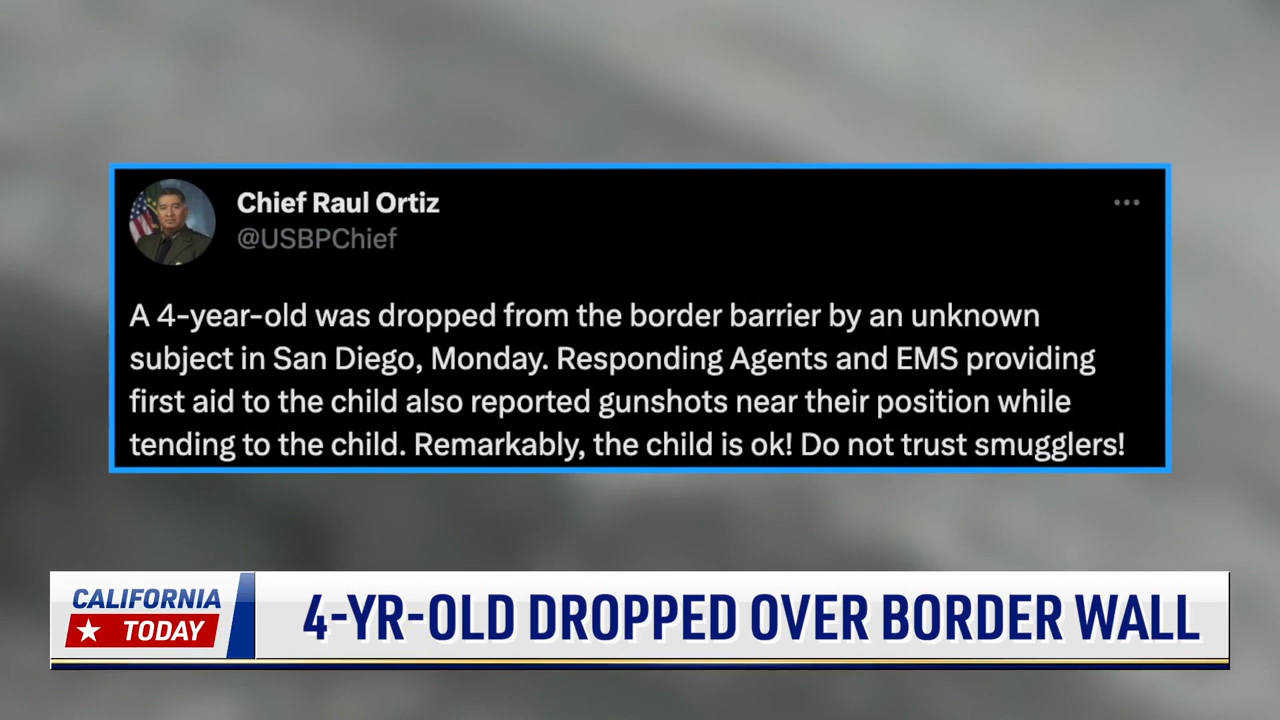 Chief Raul Ortiz
@USBPChief
A 4-year-old was dropped from the border barrier by an unknown
subject in San Diego, Monday. Responding Agents and EMS providing
first aid to the child also reported gunshots near their position while
tending to the child. Remarkably, the child is ok! Do not trust smugglers!
CALIFORNIA
TODAY
4-YR-OLD DROPPED OVER BORDER WALL